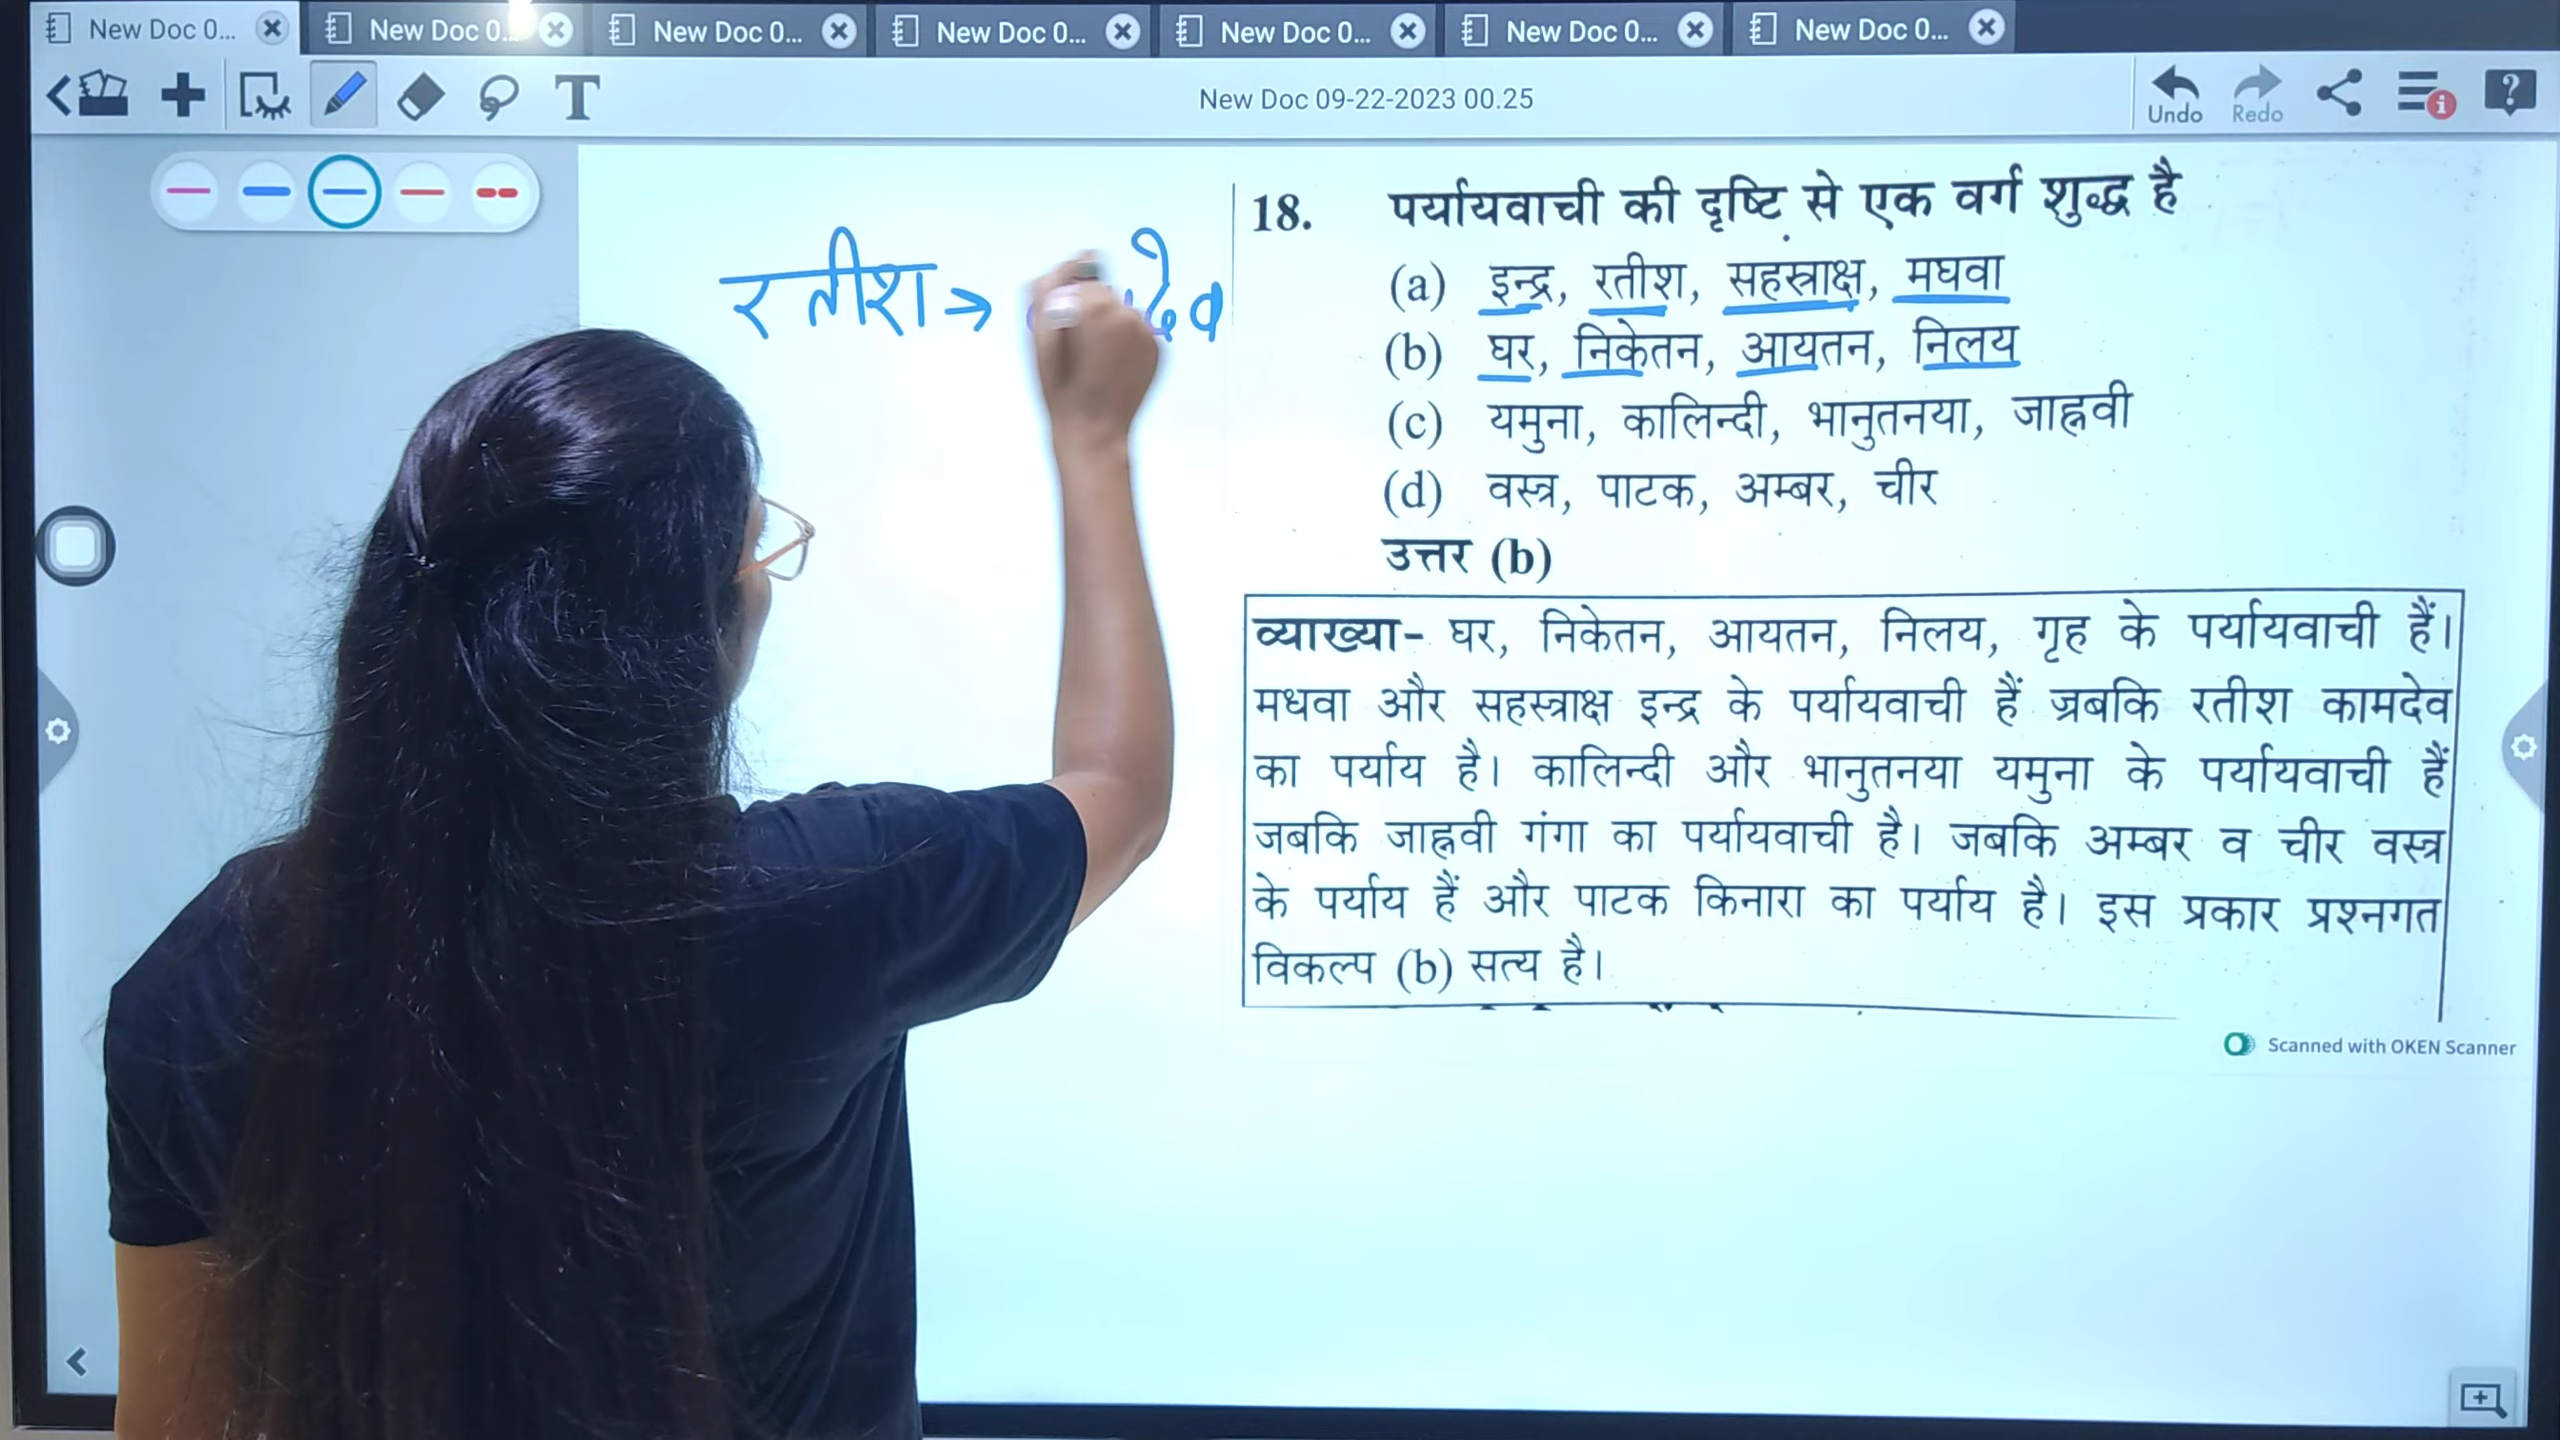 New Doc 0...
New Doc 0...
New Doc 0...
New Doc 0...
New Doc 0...
New Doc 0...
New Doc 0...
T
New Doc 09-22-2023 00.25
Undo
Redo
रतीश →
देव
18. पर्यायवाची की दृष्टि से एक वर्ग शुद्ध है
(a) इन्द्र, रतीश, सहस्राक्ष, मघवा
(b) घर, निकेतन, आयतन, निलय
(c) यमुना, कालिन्दी, भानुतनया, जाह्नवी
(d) वस्त्र, पाटक, अम्बर, चीर
उत्तर (b)
व्याख्या- घर, निकेतन, आयतन, निलय, गृह के पर्यायवाची हैं।
मधवा और सहस्त्राक्ष इन्द्र के पर्यायवाची हैं जबकि रतीश कामदेव
का पर्याय है। कालिन्दी और भानुतनया यमुना के पर्यायवाची हैं
जबकि जाह्नवी गंगा का पर्यायवाची है। जबकि अम्बर व चीर वस्त्र
के पर्याय हैं और पाटक किनारा का पर्याय है। इस प्रकार प्रश्नगत
विकल्प (b) सत्य है।
Scanned with OKEN Scanner